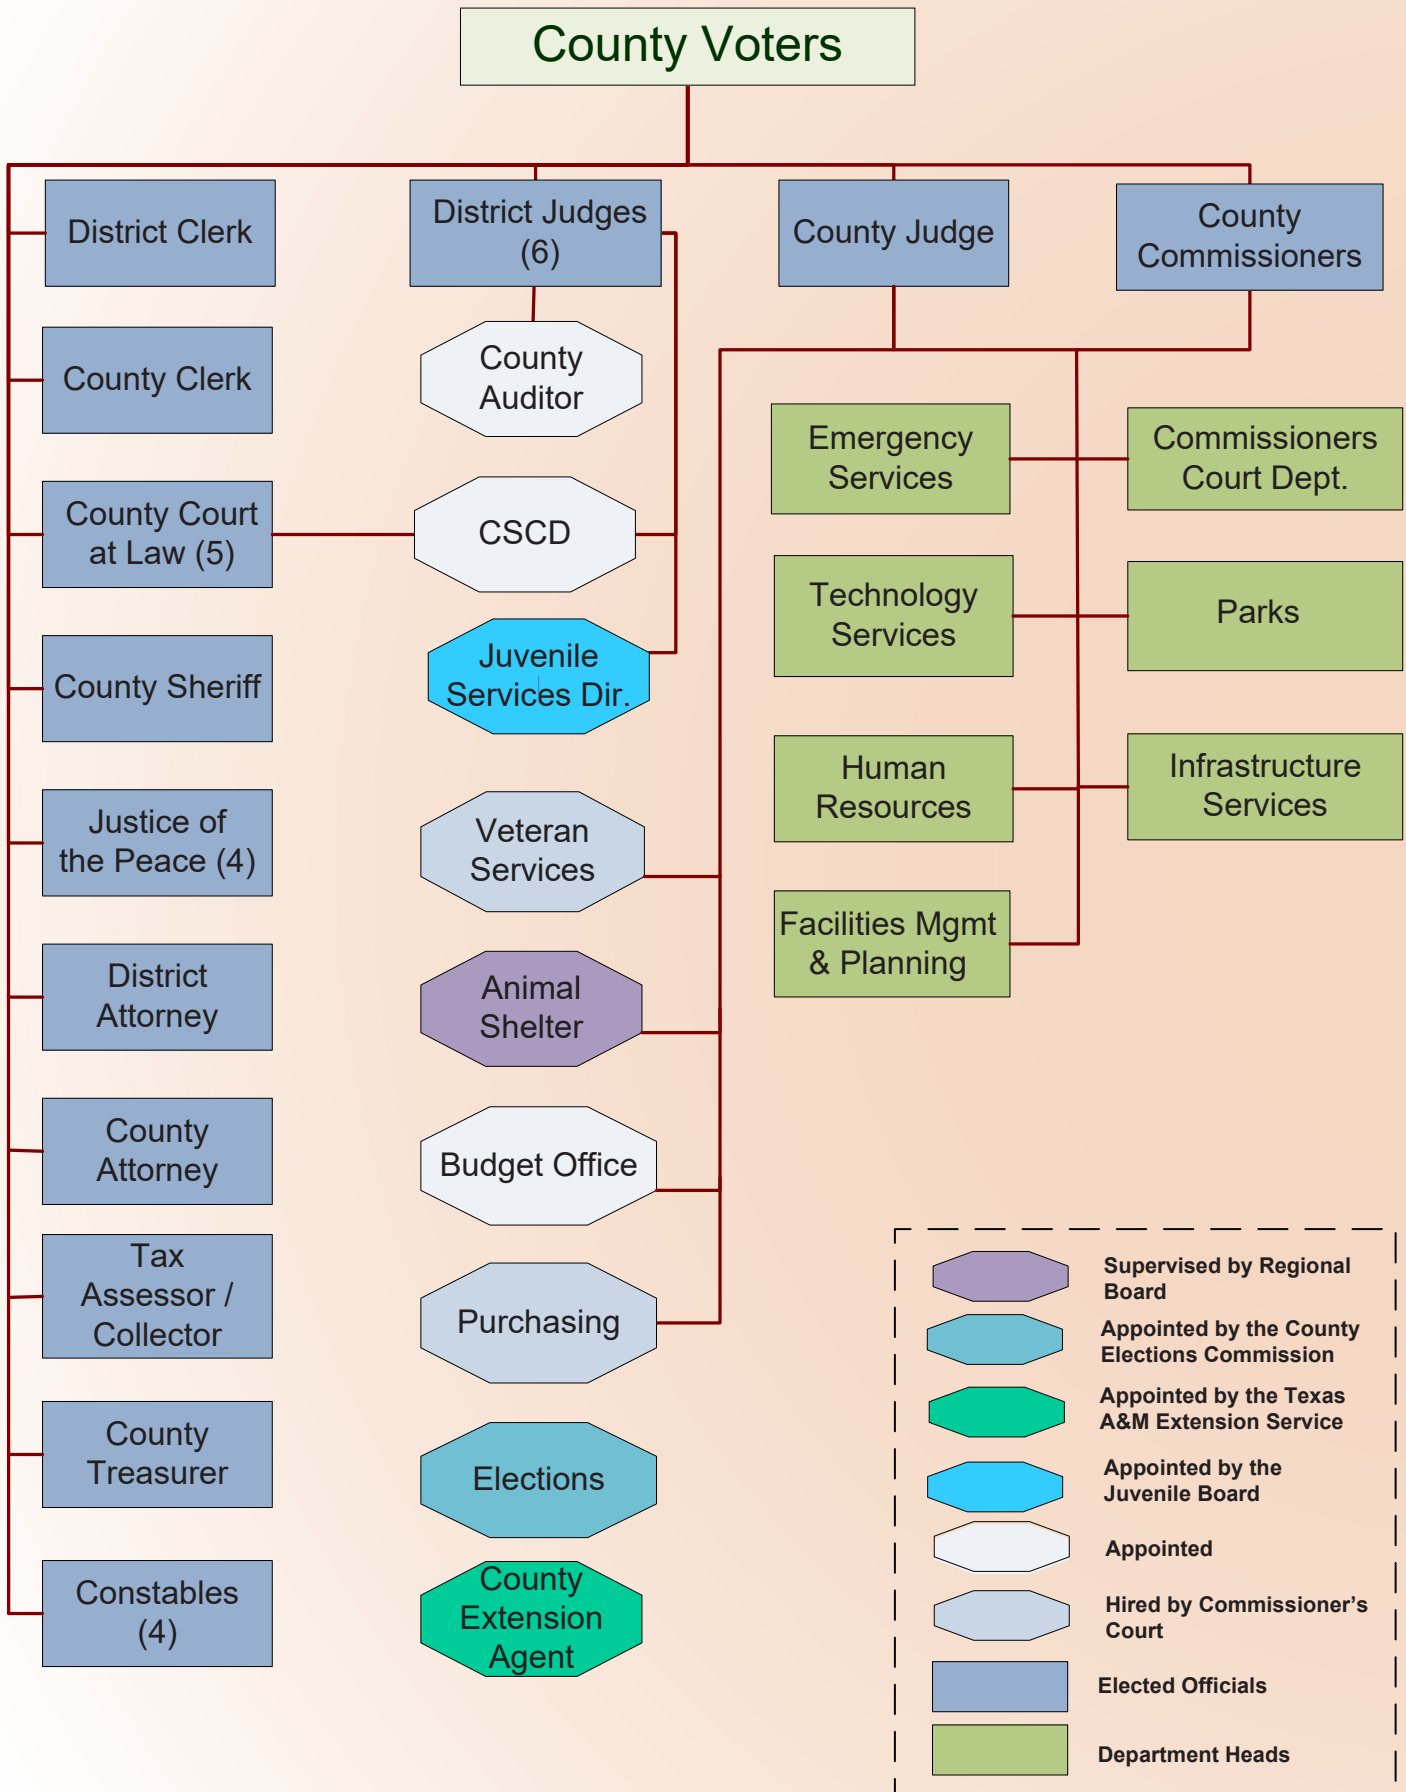 County Voters
District Clerk
District Judges
(6)
County Judge
County
Commissioners
County Clerk
County
Auditor
Emergency
Services
Commissioners
Court Dept.
County Court
at Law (5)
CSCD
Technology
Services
Parks
County Sheriff
Juvenile
Services Dir.
Human
Resources
Infrastructure
Services
Justice of
the Peace (4)
Veteran
Services
Facilities Mgmt
& Planning
District
Attorney
Animal
Shelter
County
Attorney
Budget Office
Tax
Assessor /
Collector
Purchasing
County
Treasurer
Elections
Constables
(4)
County
Extension
Agent
Supervised by Regional
Board
Appointed by the County
Elections Commission
Appointed by the Texas
A&M Extension Service
Appointed by the
Juvenile Board
Appointed
Hired by Commissioner's
Court
Elected Officials
Department Heads